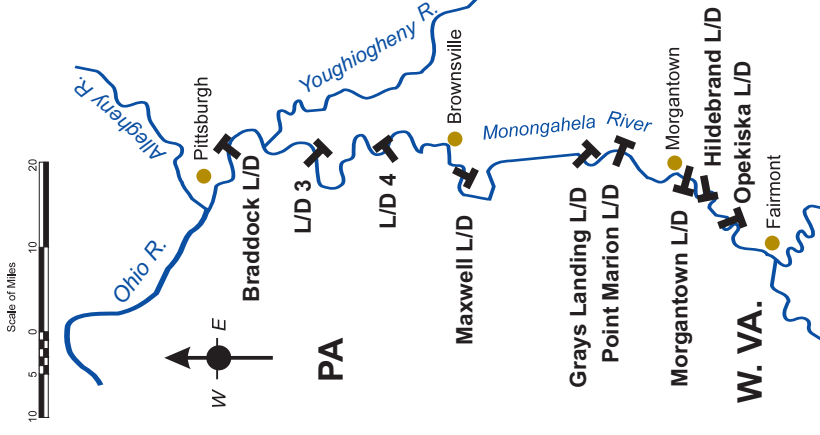 Scale of Miles
10 5 0 10 20
Allegheny R.
Ohio R.
Pittsburgh
Youghiogheny R.
W E
PA
Braddock L/D
L/D 3
L/D 4
Brownsville
Maxwell L/D
Monongahela River
Grays Landing L/D
Point Marion L/D
Morgantown
Morgantown L/D
Hildebrand L/D
Opekiska L/D
Fairmont
W. VA.